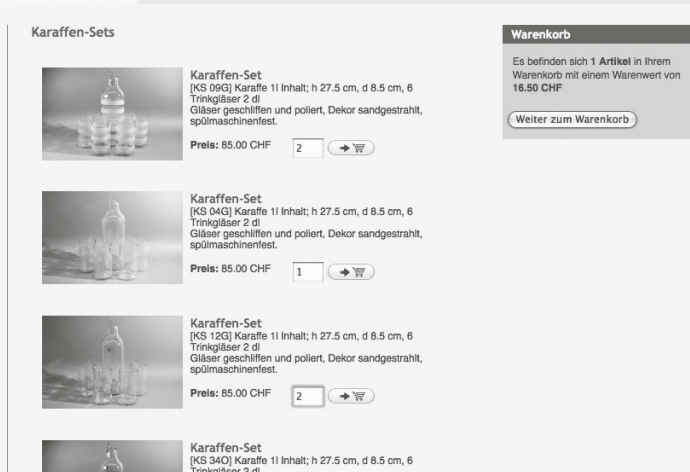 Karaffen-Sets
Karaffen-Set
[KS 09G] Karaffe 1l Inhalt; h 27.5 cm, d 8.5 cm, 6
Trinkgläser 2 dl
Gläser geschliffen und poliert, Dekor sandgestrahlt,
spülmaschinenfest.
Preis: 85.00 CHF
2
Karaffen-Set
[KS 04G] Karaffe 1l Inhalt; h 27.5 cm, d 8.5 cm, 6
Trinkgläser 2 dl
Gläser geschliffen und poliert, Dekor sandgestrahlt,
spülmaschinenfest.
Preis: 85.00 CHF
1
Karaffen-Set
[KS 12G] Karaffe 1l Inhalt; h 27.5 cm, d 8.5 cm, 6
Trinkgläser 2 dl
Gläser geschliffen und poliert, Dekor sandgestrahlt,
spülmaschinenfest.
Preis: 85.00 CHF
2
Karaffen-Set
[KS 34O] Karaffe 1l Inhalt; h 27.5 cm, d 8.5 cm, 6
Trinkgläser 2 dl
Warenkorb
Es befinden sich 1 Artikel in Ihrem
Warenkorb mit einem Warenwert von
16.50 CHF
Weiter zum Warenkorb